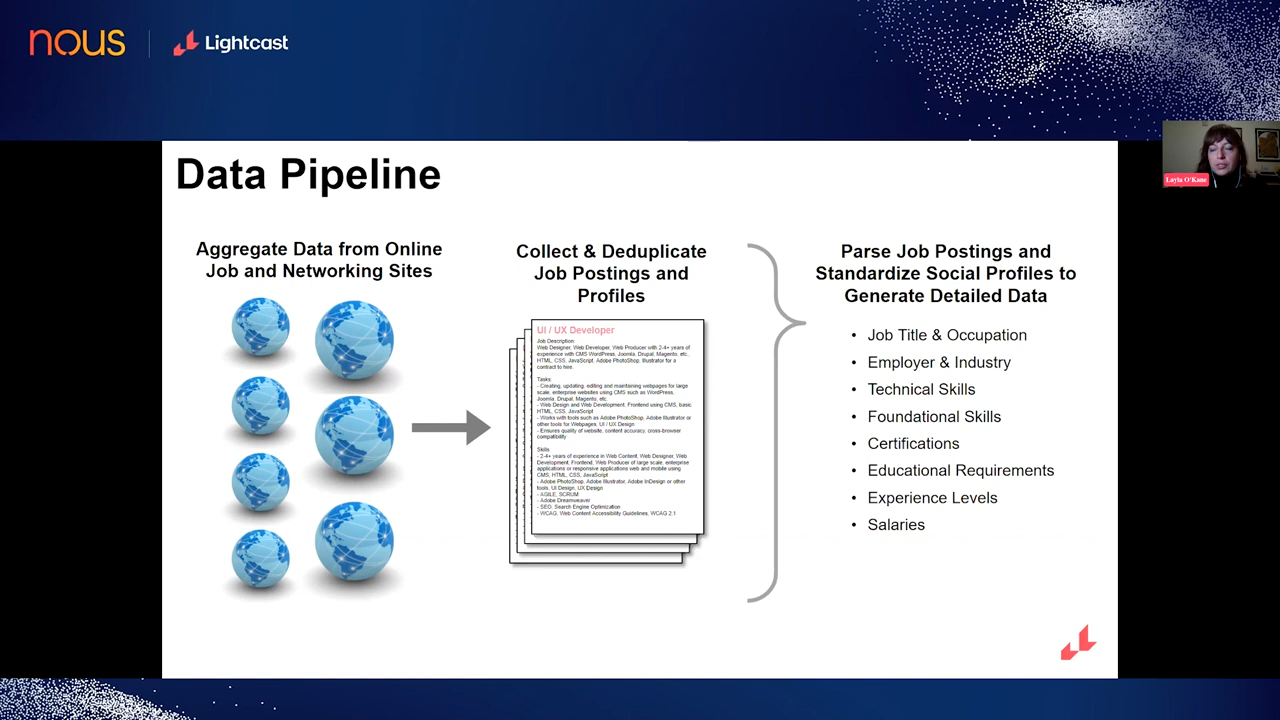 nous
Lightcast
Layla O'Kane
Data Pipeline
Aggregate Data from Online
Job and Networking Sites
Collect & Deduplicate
Job Postings and
Profiles
UI / UX Developer
Job Description:
Web Designer, Web Developer, Web Producer with 2-4+ years of
experience with CMS WordPress, Joomla, Drupal, Magento, etc.,
HTML, CSS, JavaScript, Adobe PhotoShop, Illustrator for a
contract to hire.
Tasks:
- Creating, updating, editing and maintaining webpages for large
scale, enterprise websites using CMS such as WordPress,
Joomla, Drupal, Magento, etc.
- Web Design and Web Development, Frontend using CMS, basic
HTML, CSS, JavaScript
- Works with tools such as Adobe PhotoShop, Adobe Illustrator or
other tools for Webpages, UI / UX Design
- Ensures quality of website, content accuracy, cross-browser
compatibility
Skills
- 2-4+ years of experience in Web Content, Web Designer, Web
Development, Frontend, Web Producer of large scale, enterprise
applications or responsive applications web and mobile using
CMS, HTML, CSS, JavaScript
- Adobe PhotoShop, Adobe Illustrator, Adobe InDesign or other
tools, UI Design, UX Design
- AGILE, SCRUM
- Adobe Dreamweaver
- SEO, Search Engine Optimization
- WCAG, Web Content Accessibility Guidelines, WCAG 2.1
Parse Job Postings and
Standardize Social Profiles to
Generate Detailed Data
• Job Title & Occupation
• Employer & Industry
• Technical Skills
• Foundational Skills
• Certifications
• Educational Requirements
• Experience Levels
• Salaries